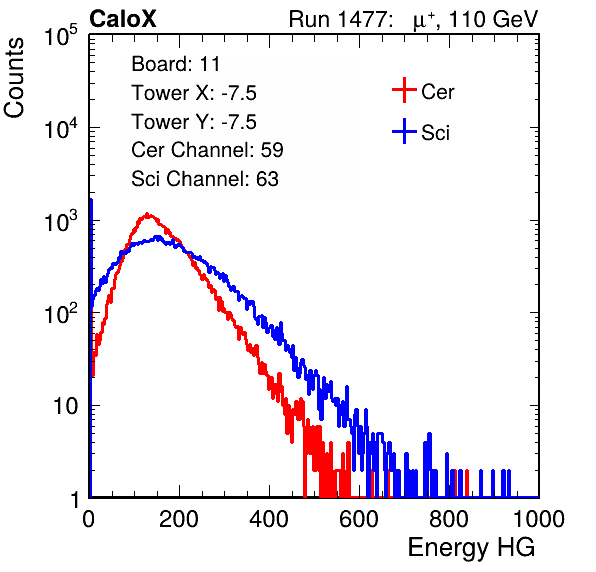 CaloX
Run 1477: μ⁺, 110 GeV
Counts
10⁵
10⁴
10³
10²
10
1
Board: 11
Tower X: -7.5
Tower Y: -7.5
Cer Channel: 59
Sci Channel: 63
Cer
Sci
0 200 400 600 800 1000
Energy HG